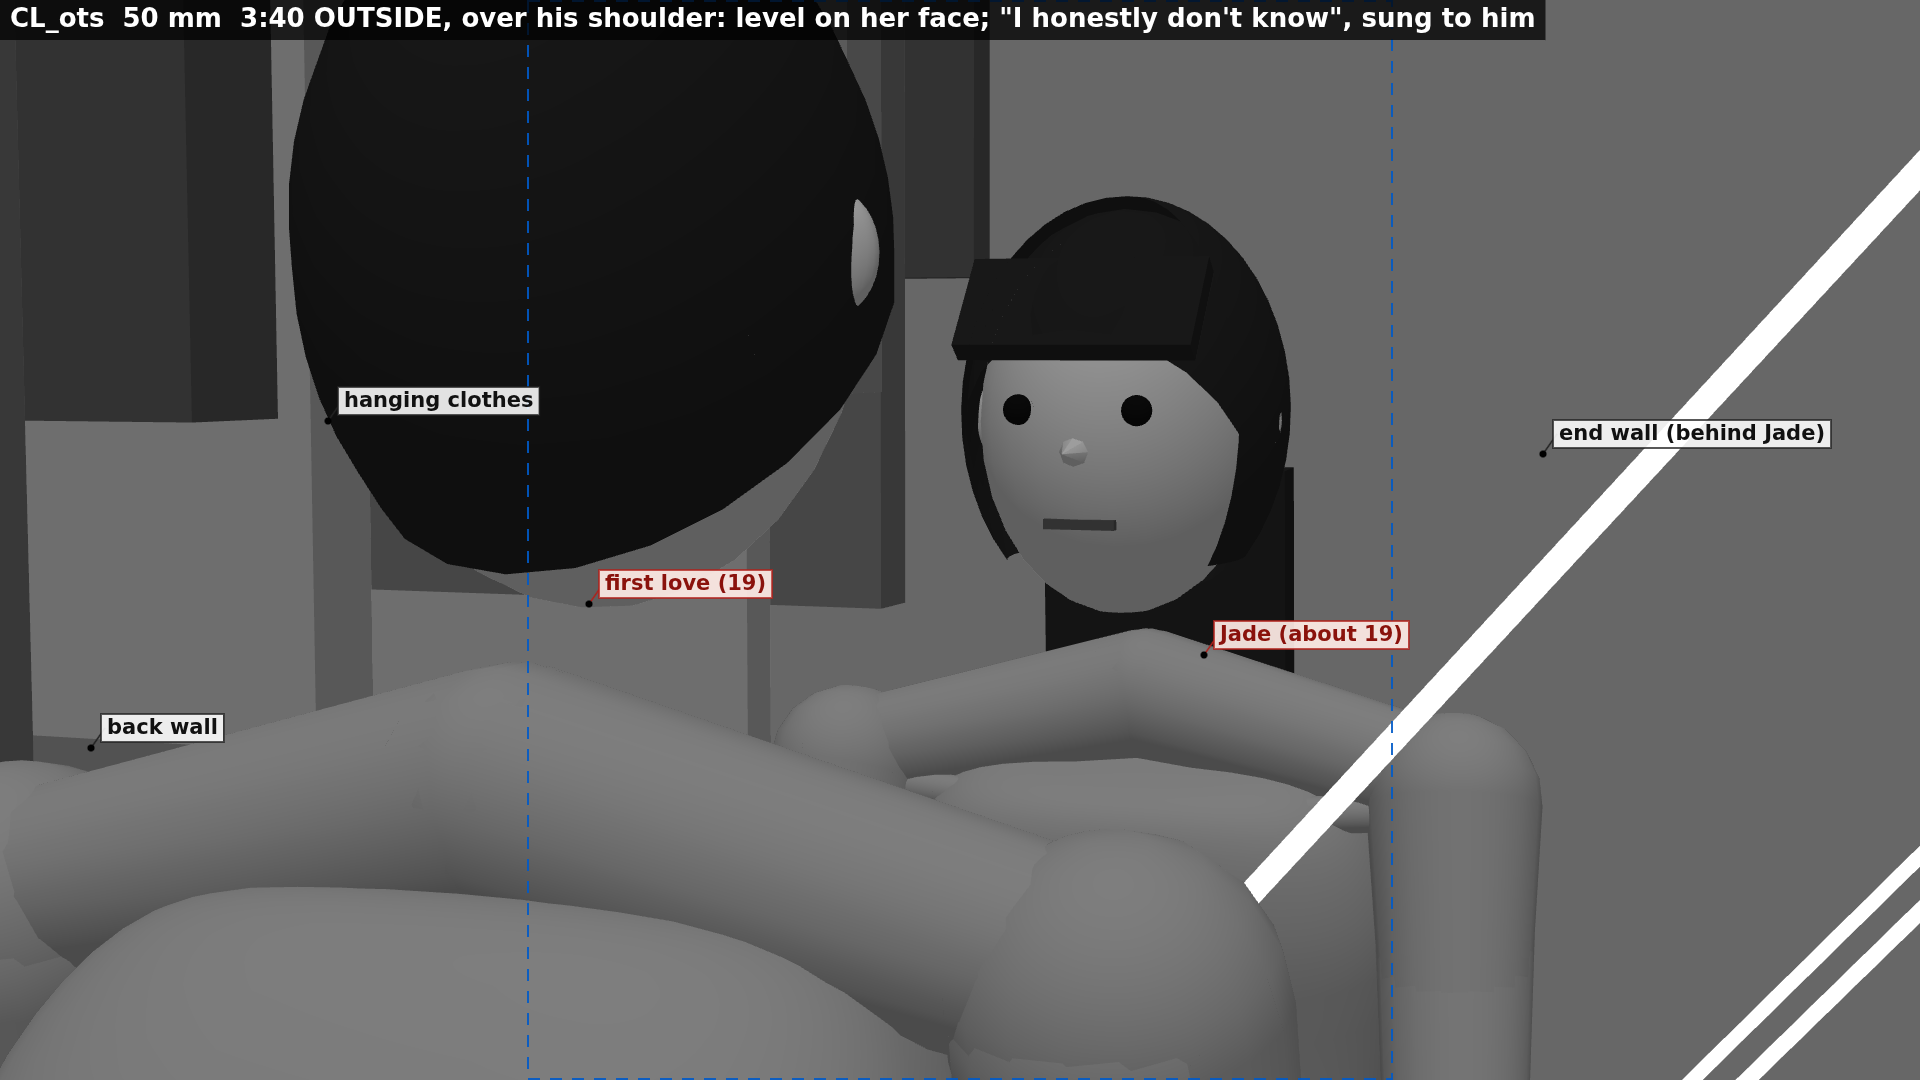 CL_ots 50 mm 3:40 OUTSIDE, over his shoulder: level on her face; "I honestly don't know", sung to him
hanging clothes
end wall (behind Jade)
first love (19)
Jade (about 19)
back wall